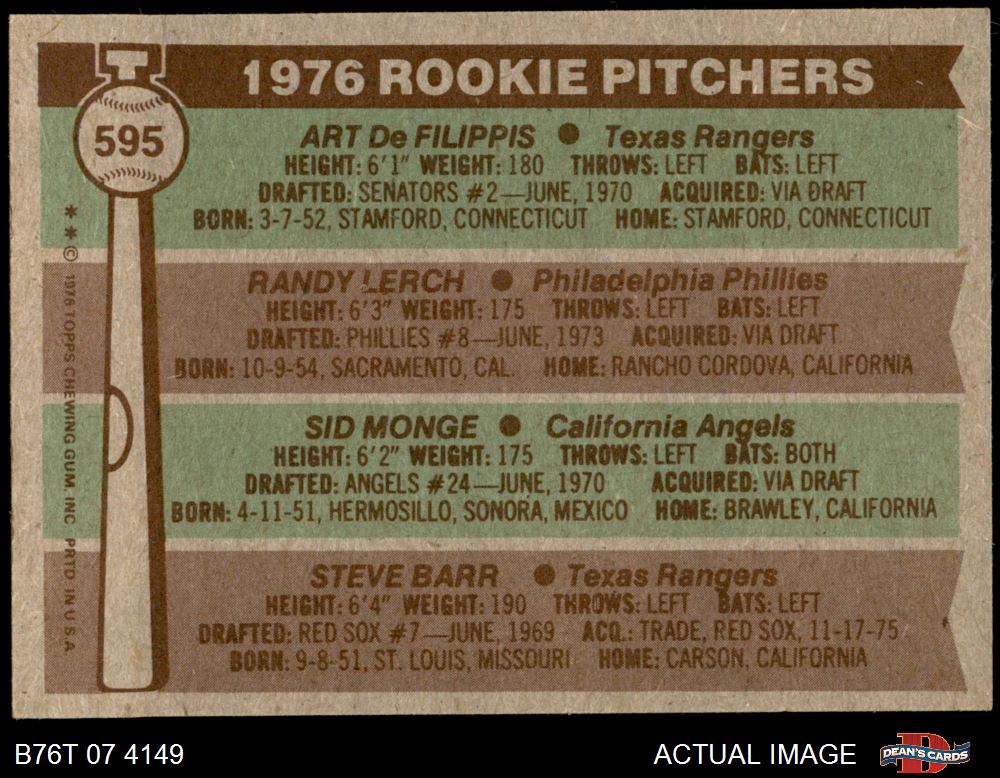 1976 ROOKIE PITCHERS
595
ART De FILIPPIS ● Texas Rangers
HEIGHT: 6'1" WEIGHT: 180 THROWS: LEFT BATS: LEFT
DRAFTED: SENATORS #2—JUNE, 1970 ACQUIRED: VIA DRAFT
BORN: 3-7-52, STAMFORD, CONNECTICUT HOME: STAMFORD, CONNECTICUT
RANDY LERCH ● Philadelphia Phillies
HEIGHT: 6'3" WEIGHT: 175 THROWS: LEFT BATS: LEFT
DRAFTED: PHILLIES #8—JUNE, 1973 ACQUIRED: VIA DRAFT
BORN: 10-9-54, SACRAMENTO, CAL. HOME: RANCHO CORDOVA, CALIFORNIA
SID MONGE ● California Angels
HEIGHT: 6'2" WEIGHT: 175 THROWS: LEFT BATS: BOTH
DRAFTED: ANGELS #24—JUNE, 1970 ACQUIRED: VIA DRAFT
BORN: 4-11-51, HERMOSILLO, SONORA, MEXICO HOME: BRAWLEY, CALIFORNIA
STEVE BARR ● Texas Rangers
HEIGHT: 6'4" WEIGHT: 190 THROWS: LEFT BATS: LEFT
DRAFTED: RED SOX #7—JUNE, 1969 ACQ.: TRADE, RED SOX, 11-17-75
BORN: 9-8-51, ST. LOUIS, MISSOURI HOME: CARSON, CALIFORNIA
* * © 1976 TOPPS CHEWING GUM, INC. PRTD. IN U.S.A.
B76T 07 4149
ACTUAL IMAGE
DEAN'S CARDS